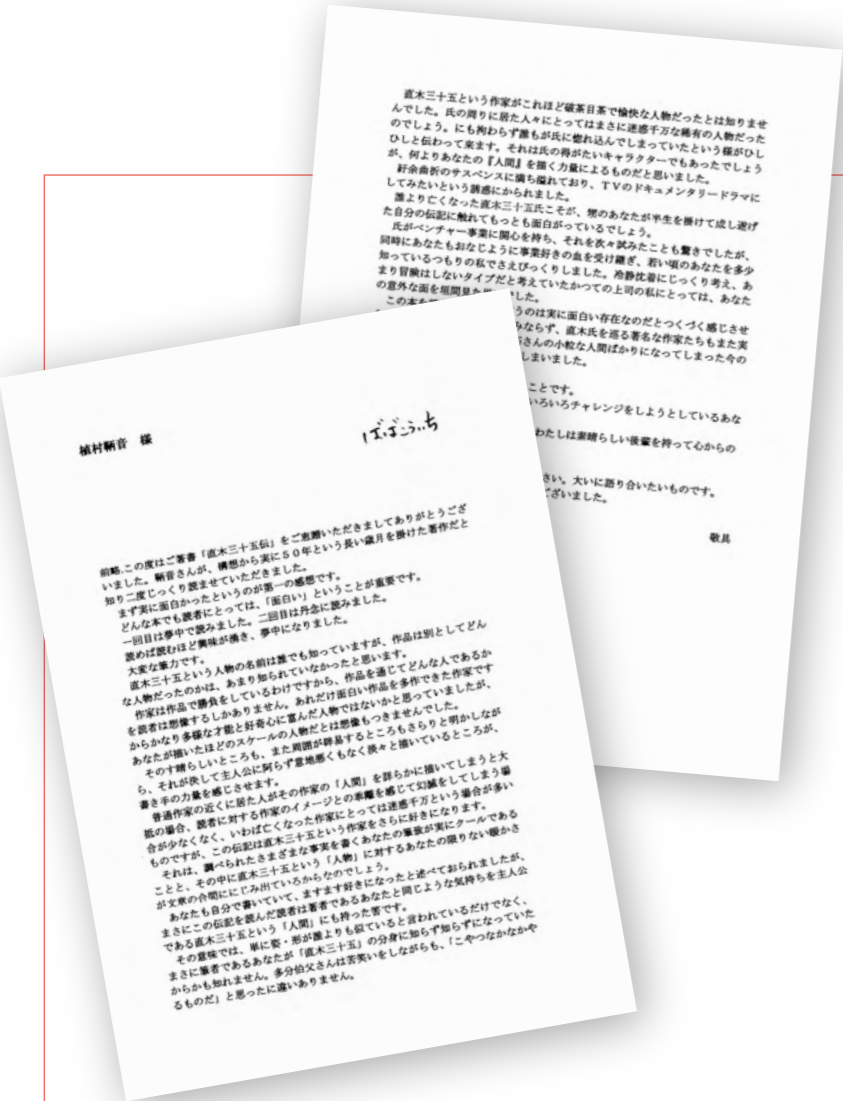 植村鞆音　様
ばばこういち
前略、この度はご著書「直木三十五伝」をご恵贈いただきましてありがとうござ
いました。鞆音さんが、構想から実に５０年という長い歳月を掛けた著作だと
知り二度じっくり読ませていただきました。
まず実に面白かったというのが第一の感想です。
どんな本でも読者にとっては、「面白い」ということが重要です。
一回目は夢中で読みました。二回目は丹念に読みました。
読めば読むほど興味が湧き、夢中になりました。
大変な筆力です。
直木三十五という人物の名前は誰でも知っていますが、作品は別としてどん
な人物だったのかは、あまり知られていなかったと思います。
作家は作品で勝負をしているわけですから、作品を通じてどんな人であるか
を読者は想像するしかありません。あれだけ面白い作品を多作できた作家です
からかなり多様な才能と好奇心に富んだ人物ではないかと思っていましたが、
あなたが描いたほどのスケールの人物だとは想像もつきませんでした。
そのす晴らしいところも、また周囲が辟易するところもさらりと明かしなが
ら、それが決して主人公に阿らず意地悪くもなく淡々と描いているところが、
書き手の力量を感じさせます。
普通作家の近くに居た人がその作家の「人間」を詳らかに描いてしまうと大
抵の場合、読者に対する作家のイメージとの乖離を感じて幻滅をしてしまう場
合が少なくなく、いわば亡くなった作家にとっては迷惑千万という場合が多い
ものですが、この伝記は直木三十五という作家をさらに好きになります。
それは、調べられたさまざまな事実を書くあなたの筆致が実にクールである
ことと、その中に直木三十五という「人物」に対するあなたの限りない暖かさ
が文章の合間ににじみ出ているからなのでしょう。
あなたも自分で書いていて、ますます好きになったと述べておられましたが、
まさにこの伝記を読んだ読者は著者であるあなたと同じような気持ちを主人公
である直木三十五という「人間」にも持った筈です。
その意味では、単に姿・形が誰よりも似ていると言われているだけでなく、
まさに筆者であるあなたが「直木三十五」の分身に知らず知らずになっていた
からかも知れません。多分伯父さんは苦笑いをしながらも、「こやつなかなかや
るものだ」と思ったに違いありません。
直木三十五という作家がこれほど破茶目茶で愉快な人物だったとは知りませ
んでした。氏の周りに居た人々にとってはまさに迷惑千万な稀有の人物だった
のでしょう。にも拘わらず誰もが氏に惚れ込んでしまっていたという様がひし
ひしと伝わって来ます。それは氏の得がたいキャラクターでもあったでしょう
が、何よりあなたの『人間』を描く力量によるものだと思いました。
紆余曲折のサスペンスに満ち溢れており、ＴＶのドキュメンタリードラマに
してみたいという誘惑にかられました。
誰より亡くなった直木三十五氏こそが、甥のあなたが半生を掛けて成し遂げ
た自分の伝記に触れてもっとも面白がっているでしょう。
氏がベンチャー事業に関心を持ち、それを次々試みたことも驚きでしたが、
同時にあなたもおなじように事業好きの血を受け継ぎ、若い頃のあなたを多少
知っているつもりの私でさえびっくりしました。冷静沈着にじっくり考え、あ
まり冒険はしないタイプだと考えていたかつての上司の私にとっては、あなた
の意外な面を垣間見た
した。
この本を
うのは実に面白い存在なのだとつくづく感じさせ
みならず、直木氏を巡る著名な作家たちもまた実
さんの小粒な人間ばかりになってしまった今の
しまいました。
ことです。
いろいろチャレンジをしようとしているあな
わたしは素晴らしい後輩を持って心からの
さい。大いに語り合いたいものです。
ございました。
敬具